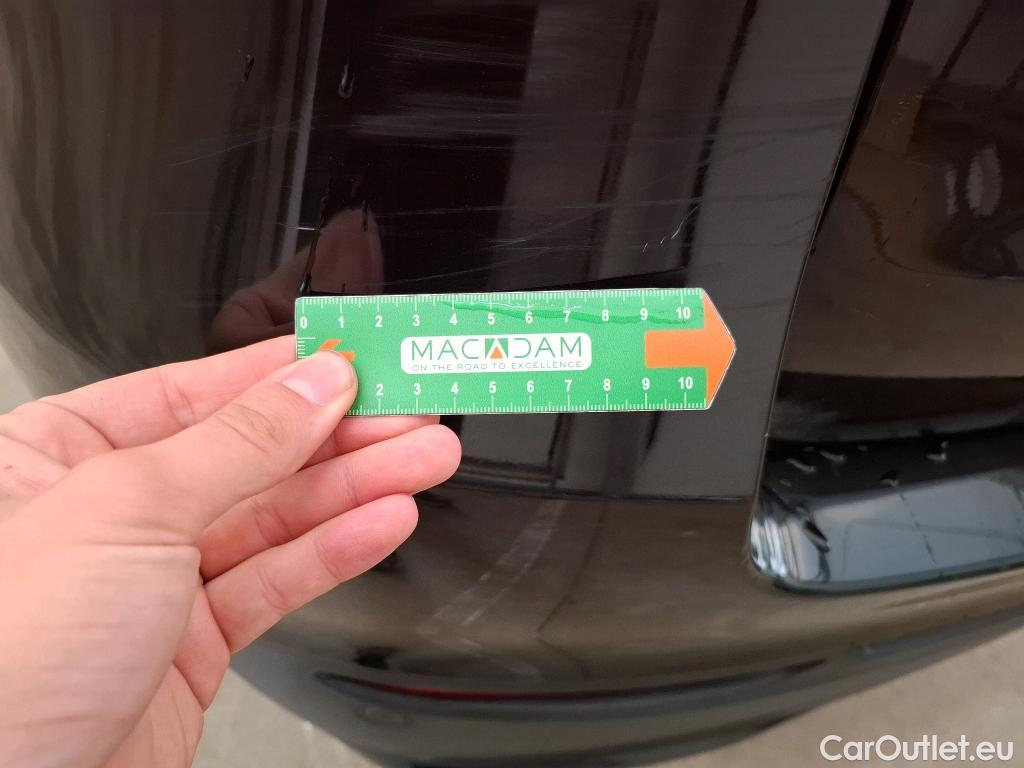 0 1 2 3 4 5 6 7 8 9 10
MACADAM
ON THE ROAD TO EXCELLENCE
2 3 4 5 6 7 8 9 10
CarOutlet.eu